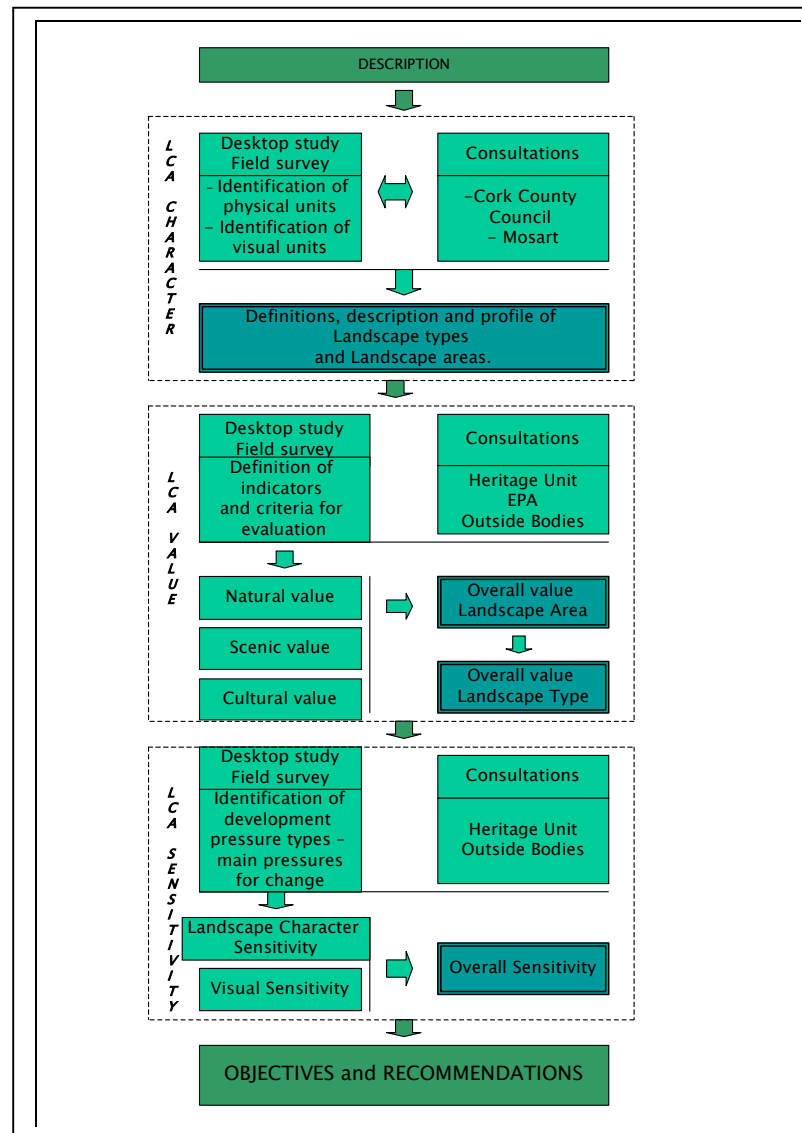 DESCRIPTION
LCA CHARACTER
Desktop study
Field survey
- Identification of
physical units
– Identification of
visual units
Consultations
–Cork County
Council
– Mosart
Definitions, description and profile of
Landscape types
and Landscape areas.
LCA VALUE
Desktop study
Field survey
Definition of
indicators
and criteria for
evaluation
Consultations
Heritage Unit
EPA
Outside Bodies
Natural value
Scenic value
Cultural value
Overall value
Landscape Area
Overall value
Landscape Type
LCA SENSITIVITY
Desktop study
Field survey
Identification of
development
pressure types –
main pressures
for change
Consultations
Heritage Unit
Outside Bodies
Landscape Character
Sensitivity
Visual Sensitivity
Overall Sensitivity
OBJECTIVES and RECOMMENDATIONS